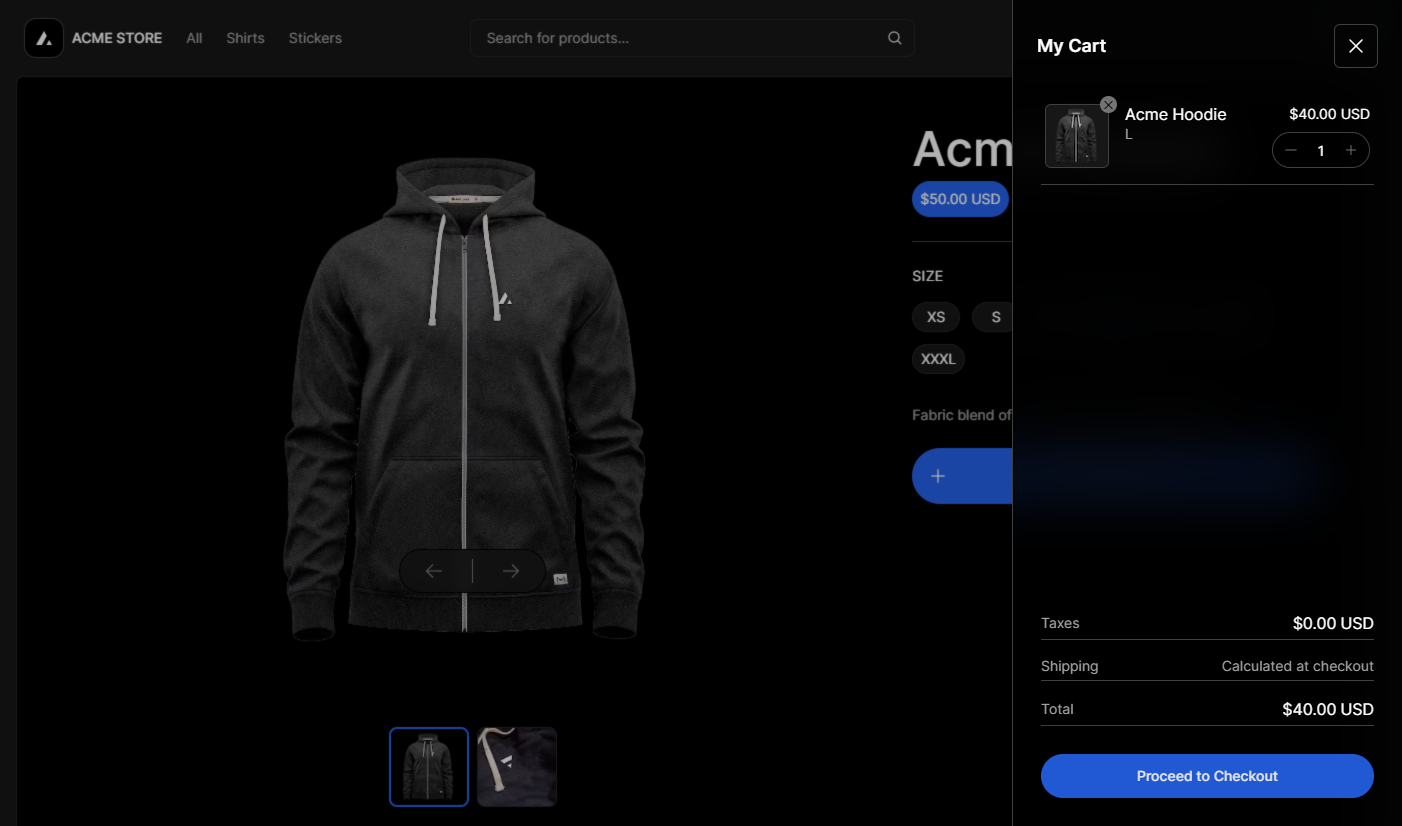 ACME STORE
All
Shirts
Stickers
Search for products...
Acm
$50.00 USD
SIZE
XS
S
XXXL
Fabric blend of
My Cart
Acme Hoodie
L
$40.00 USD
1
Taxes
$0.00 USD
Shipping
Calculated at checkout
Total
$40.00 USD
Proceed to Checkout